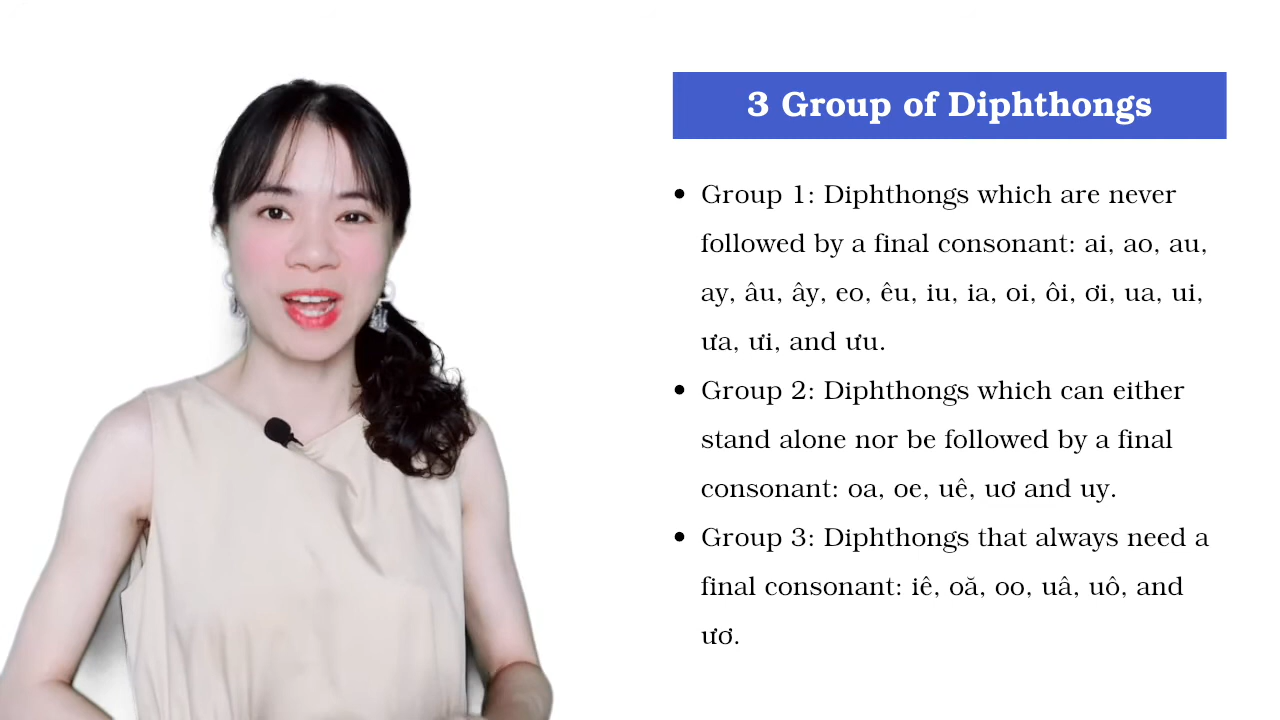 3 Group of Diphthongs
• Group 1: Diphthongs which are never
followed by a final consonant: ai, ao, au,
ay, âu, ây, eo, êu, iu, ia, oi, ôi, ơi, ua, ui,
ưa, ưi, and ưu.
• Group 2: Diphthongs which can either
stand alone nor be followed by a final
consonant: oa, oe, uê, uơ and uy.
• Group 3: Diphthongs that always need a
final consonant: iê, oă, oo, uâ, uô, and
ươ.